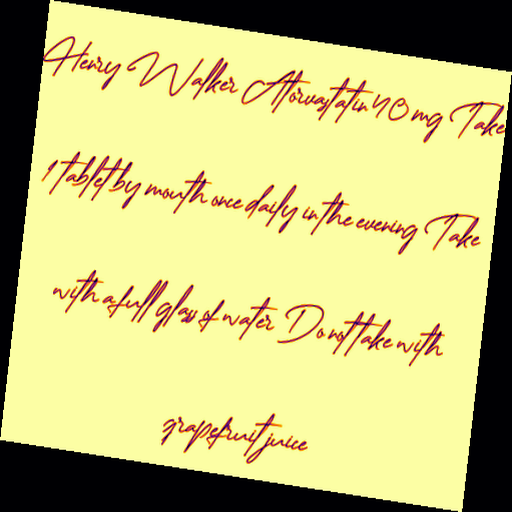 Henry Walker Atorvastatin 40 mg Take
1 tablet by mouth once daily in the evening Take
with a full glass of water Do not take with
grapefruit juice